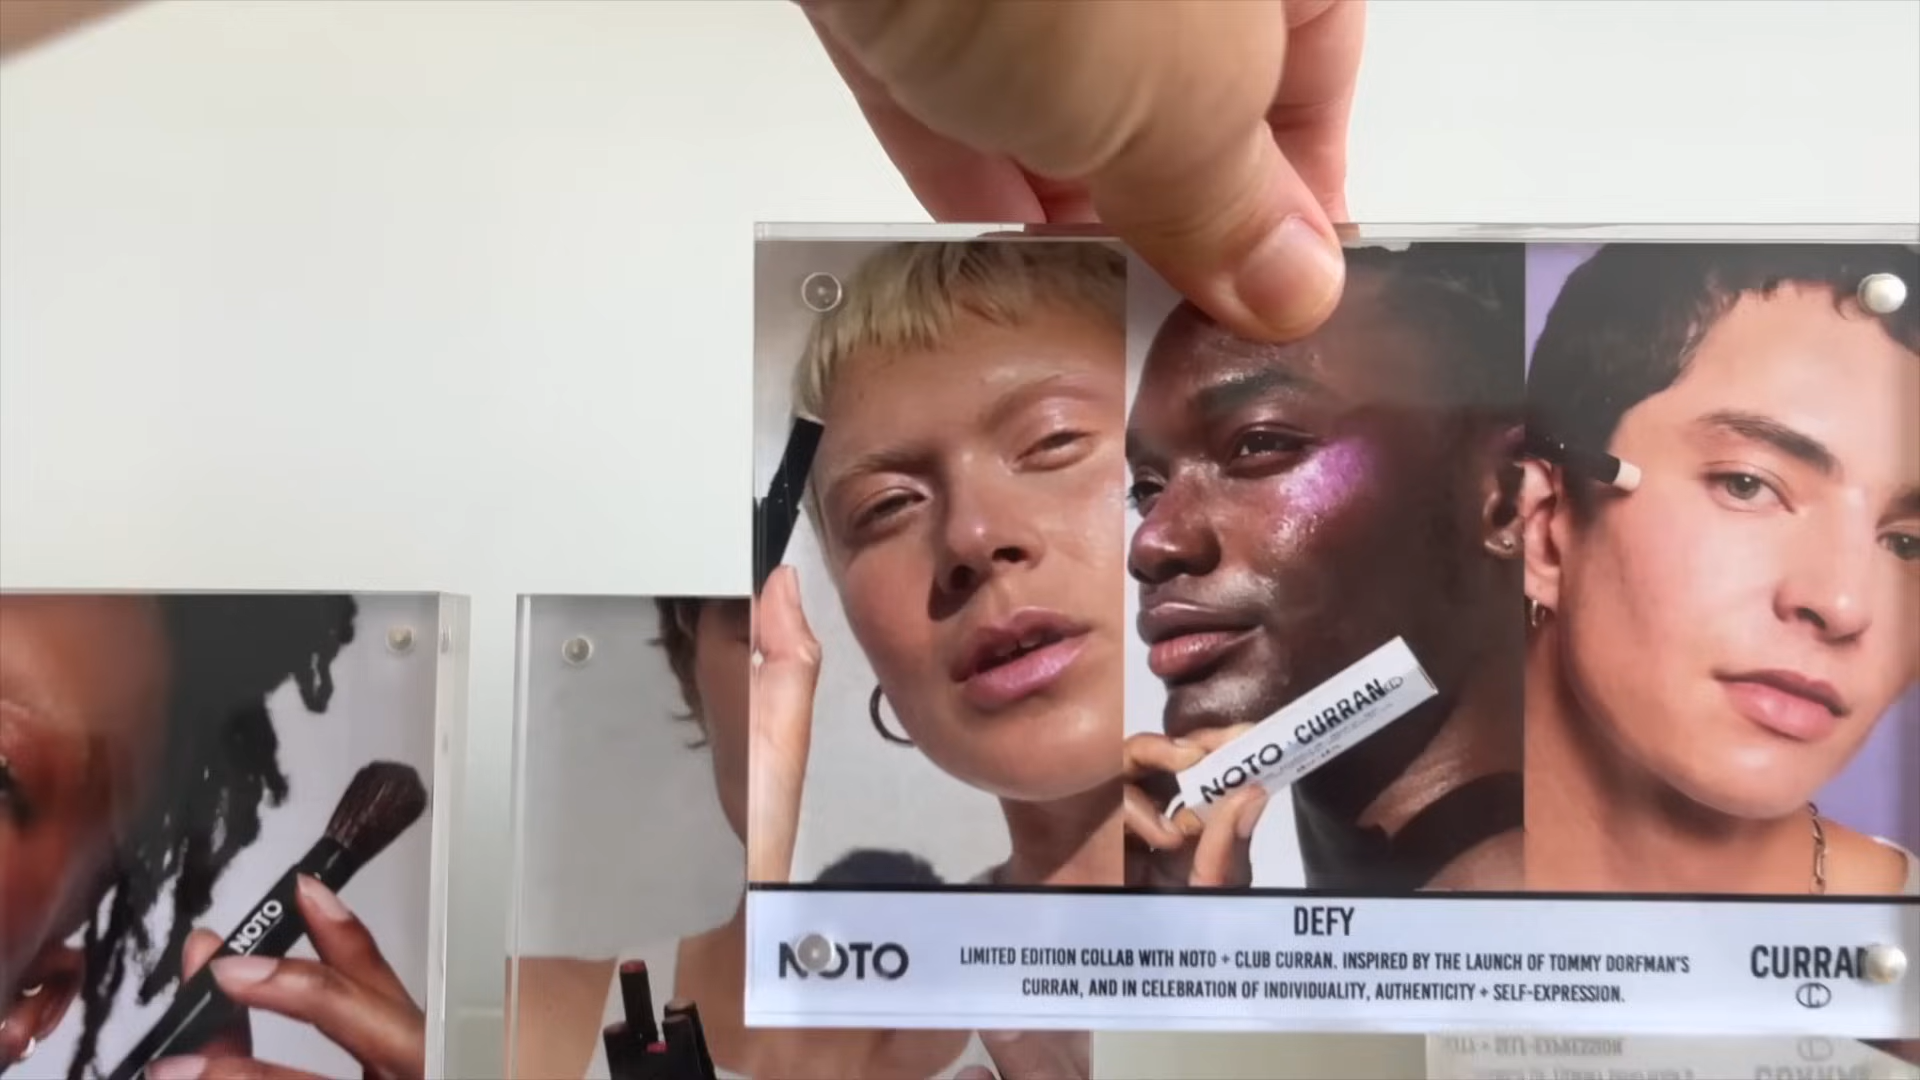 NOTO CURRAN
NOTO
DEFY
NOTO
LIMITED EDITION COLLAB WITH NOTO + CLUB CURRAN. INSPIRED BY THE LAUNCH OF TOMMY DORFMAN'S
CURRAN, AND IN CELEBRATION OF INDIVIDUALITY, AUTHENTICITY + SELF-EXPRESSION.
CURRAN